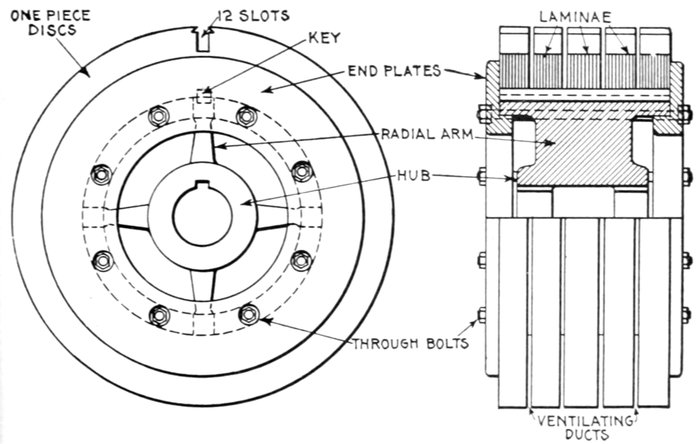 ONE PIECE
DISCS
12 SLOTS
KEY
END PLATES
RADIAL ARM
HUB
THROUGH BOLTS
LAMINAE
VENTILATING
DUCTS